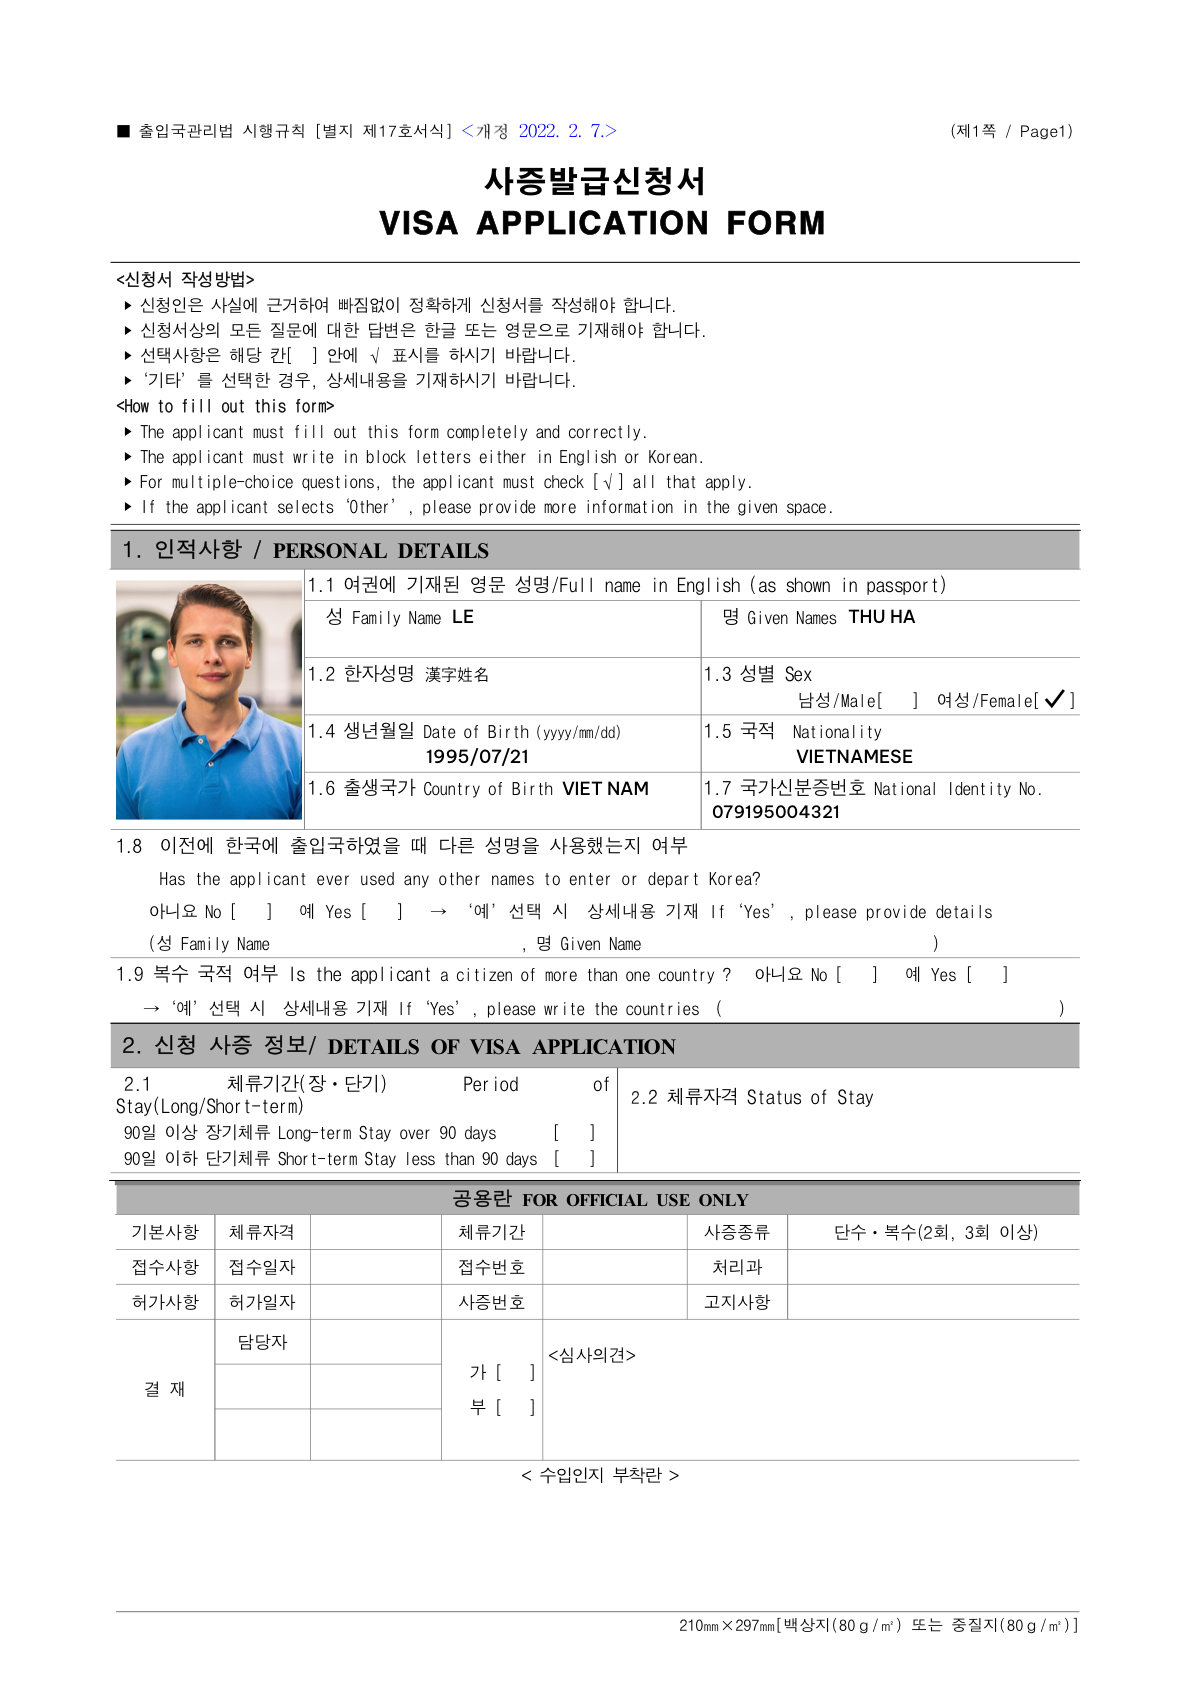 ■ 출입국관리법 시행규칙 [별지 제17호서식] <개정 2022. 2. 7.> (제1쪽 / Page1)
사증발급신청서
VISA APPLICATION FORM
<신청서 작성방법>
▶ 신청인은 사실에 근거하여 빠짐없이 정확하게 신청서를 작성해야 합니다.
▶ 신청서상의 모든 질문에 대한 답변은 한글 또는 영문으로 기재해야 합니다.
▶ 선택사항은 해당 칸[ ] 안에 √ 표시를 하시기 바랍니다.
▶ ‘기타’를 선택한 경우, 상세내용을 기재하시기 바랍니다.
<How to fill out this form>
▶ The applicant must fill out this form completely and correctly.
▶ The applicant must write in block letters either in English or Korean.
▶ For multiple-choice questions, the applicant must check [√] all that apply.
▶ If the applicant selects‘Other’, please provide more information in the given space.
1. 인적사항 / PERSONAL DETAILS
1.1 여권에 기재된 영문 성명/Full name in English (as shown in passport)
성 Family Name LE
명 Given Names THU HA
1.2 한자성명 漢字姓名
1.3 성별 Sex
남성/Male[ ] 여성/Female[✓]
1.4 생년월일 Date of Birth (yyyy/mm/dd)
1995/07/21
1.5 국적 Nationality
VIETNAMESE
1.6 출생국가 Country of Birth VIET NAM
1.7 국가신분증번호 National Identity No.
079195004321
1.8 이전에 한국에 출입국하였을 때 다른 성명을 사용했는지 여부
Has the applicant ever used any other names to enter or depart Korea?
아니요 No [ ] 예 Yes [ ] → ‘예’선택 시 상세내용 기재 If‘Yes’, please provide details
(성 Family Name , 명 Given Name )
1.9 복수 국적 여부 Is the applicant a citizen of more than one country ? 아니요 No [ ] 예 Yes [ ]
→‘예’선택 시 상세내용 기재 If‘Yes’, please write the countries ( )
2. 신청 사증 정보/ DETAILS OF VISA APPLICATION
2.1 체류기간(장·단기) Period of
Stay(Long/Short-term)
90일 이상 장기체류 Long-term Stay over 90 days [ ]
90일 이하 단기체류 Short-term Stay less than 90 days [ ]
2.2 체류자격 Status of Stay
공용란 FOR OFFICIAL USE ONLY
기본사항 체류자격 체류기간 사증종류 단수·복수(2회, 3회 이상)
접수사항 접수일자 접수번호 처리과
허가사항 허가일자 사증번호 고지사항
결 재
담당자
가 [ ]
부 [ ]
<심사의견>
< 수입인지 부착란 >
210㎜×297㎜[백상지(80ｇ/㎡) 또는 중질지(80ｇ/㎡)]